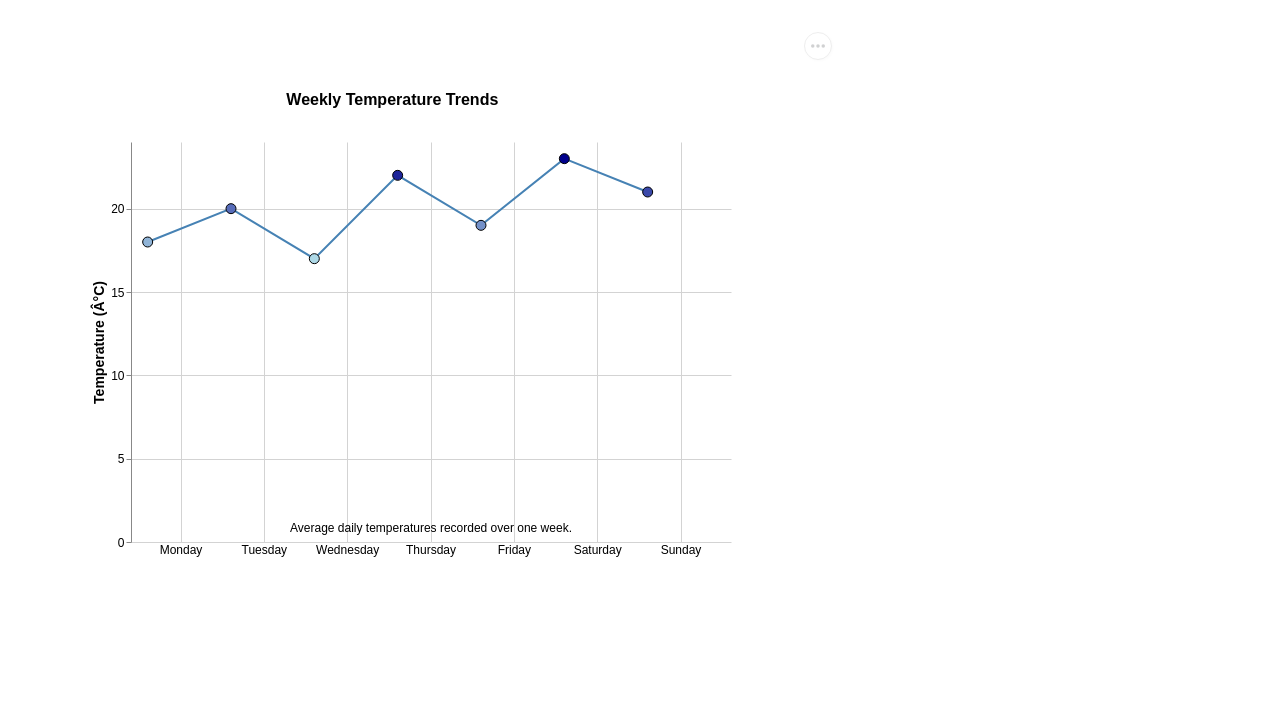 Weekly Temperature Trends
Temperature (Â°C)
20
15
10
5
0
Average daily temperatures recorded over one week.
Monday Tuesday Wednesday Thursday Friday Saturday Sunday